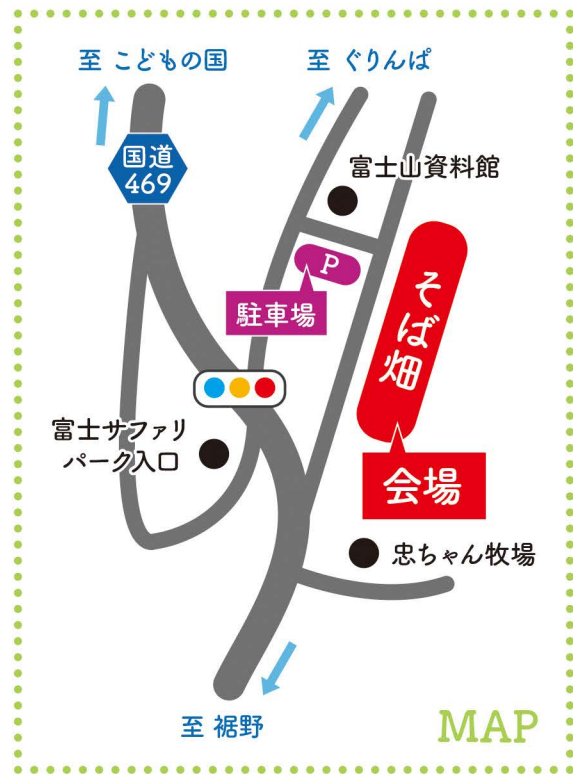 至 こどもの国
至 ぐりんぱ
国道
469
富士山資料館
P
駐車場
そば畑
富士サファリ
パーク入口
会場
忠ちゃん牧場
至 裾野
MAP